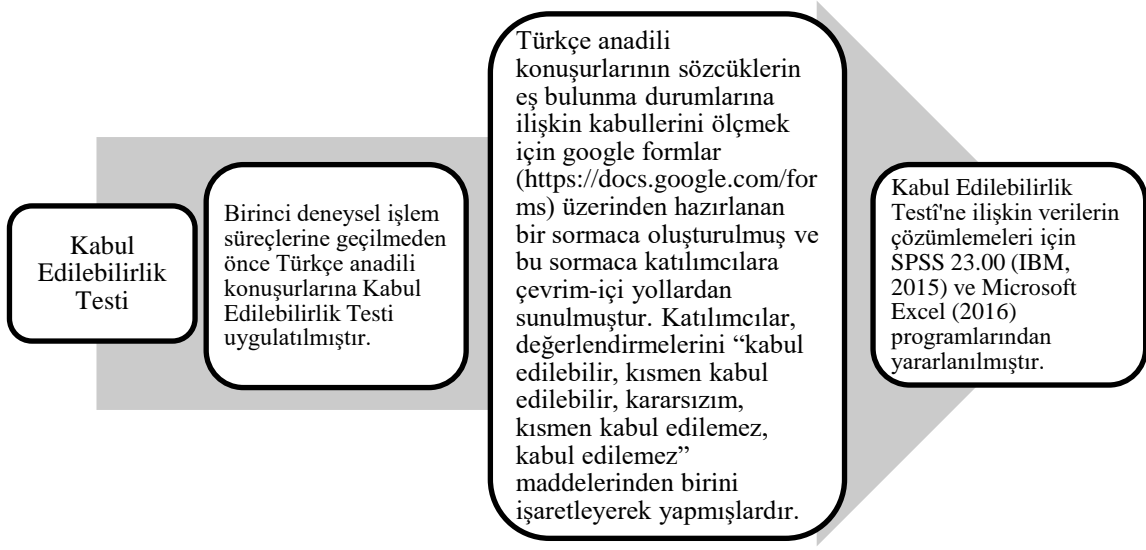 Kabul
Edilebilirlik
Testi
Birinci deneysel işlem
süreçlerine geçilmeden
önce Türkçe anadili
konuşurlarına Kabul
Edilebilirlik Testi
uygulatılmıştır.
Türkçe anadili
konuşurlarının sözcüklerin
eş bulunma durumlarına
ilişkin kabullerini ölçmek
için google formlar
(https://docs.google.com/for
ms) üzerinden hazırlanan
bir sormaca oluşturulmuş ve
bu sormaca katılımcılara
çevrim-içi yollardan
sunulmuştur. Katılımcılar,
değerlendirmelerini “kabul
edilebilir, kısmen kabul
edilebilir, kararsızım,
kısmen kabul edilemez,
kabul edilemez”
maddelerinden birini
işaretleyerek yapmışlardır.
Kabul Edilebilirlik
Testî'ne ilişkin verilerin
çözümlemeleri için
SPSS 23.00 (IBM,
2015) ve Microsoft
Excel (2016)
programlarından
yararlanılmıştır.